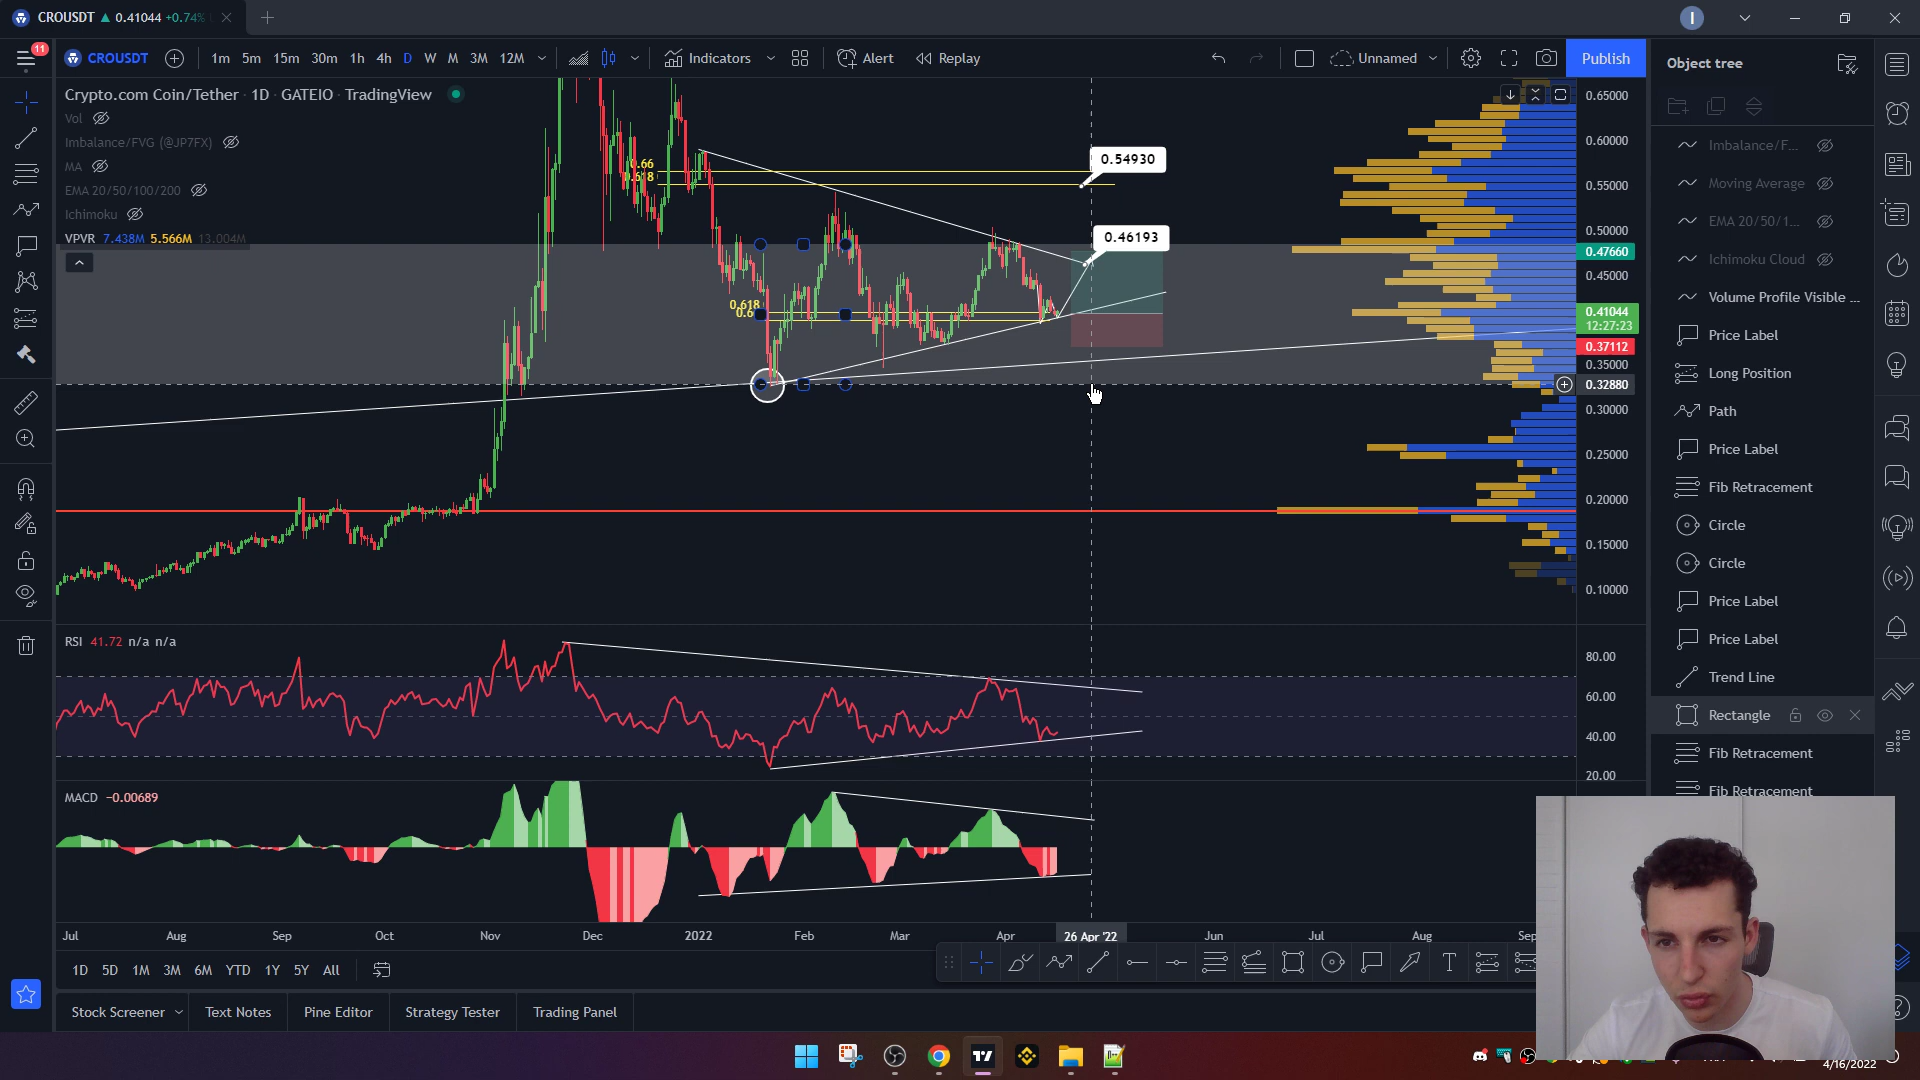 CROUSDT ▲ 0.41044 +0.74%
I
11
CROUSDT
1m 5m 15m 30m 1h 4h D W M 3M 12M
Indicators
Alert
Replay
Unnamed
Publish
Object tree
Crypto.com Coin/Tether · 1D · GATEIO · TradingView
Vol
Imbalance/FVG (@JP7FX)
MA
EMA 20/50/100/200
Ichimoku
VPVR 7.438M 5.566M 13.004M
0.66
0.618
0.54930
0.46193
0.618
0.65000
0.60000
0.55000
0.50000
0.47660
0.45000
0.41044
12:27:23
0.37112
0.35000
0.32880
0.30000
0.25000
0.20000
0.15000
0.10000
Imbalance/F...
Moving Average
EMA 20/50/1...
Ichimoku Cloud
Volume Profile Visible ...
Price Label
Long Position
Path
Price Label
Fib Retracement
Circle
Circle
Price Label
Price Label
Trend Line
Rectangle
Fib Retracement
Fib Retracement
RSI 41.72 n/a n/a
80.00
60.00
40.00
20.00
MACD −0.00689
Jul Aug Sep Oct Nov Dec 2022 Feb Mar Apr 26 Apr '22 Jun Jul Aug Sep
1D 5D 1M 3M 6M YTD 1Y 5Y All
Stock Screener Text Notes Pine Editor Strategy Tester Trading Panel
4/16/2022